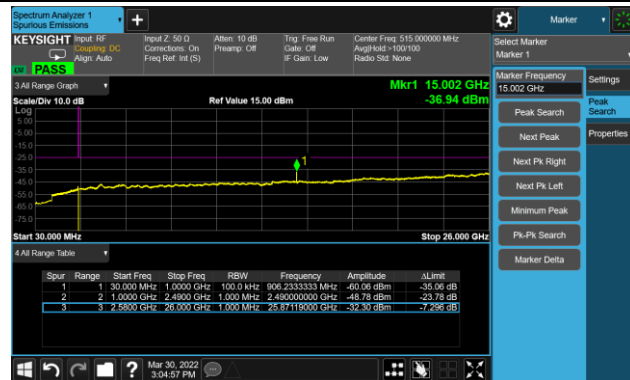 Spectrum Analyzer 1
Spurious Emissions
KEYSIGHT Input: RF
Coupling: DC
Align: Auto
Input Z: 50 Ω
Corrections: On
Freq Ref: Int (S)
Atten: 10 dB
Preamp: Off
Trig: Free Run
Gate: Off
IF Gain: Low
Center Freq: 515.000000 MHz
Avg|Hold:>100/100
Radio Std: None
LW PASS
3 All Range Graph
Mkr1 15.002 GHz
Scale/Div 10.0 dB
Ref Value 15.00 dBm
-36.94 dBm
Log
5.00
-5.00
-15.0
-25.0
-35.0
-45.0
-55.0
-65.0
-75.0
1
Start 30.000 MHz
Stop 26.000 GHz
4 All Range Table
Spur Range Start Freq Stop Freq RBW Frequency Amplitude ΔLimit
1 1 30.000 MHz 1.0000 GHz 100.0 kHz 906.2333333 MHz -60.06 dBm -35.06 dB
2 2 1.0000 GHz 2.4900 GHz 1.000 MHz 2.490000000 GHz -48.78 dBm -23.78 dB
3 3 2.5800 GHz 26.000 GHz 1.000 MHz 25.87119000 GHz -32.30 dBm -7.296 dB
Mar 30, 2022
3:04:57 PM
Marker
Select Marker
Marker 1
Marker Frequency
15.002 GHz
Peak Search
Next Peak
Next Pk Right
Next Pk Left
Minimum Peak
Pk-Pk Search
Marker Delta
Settings
Peak
Search
Properties